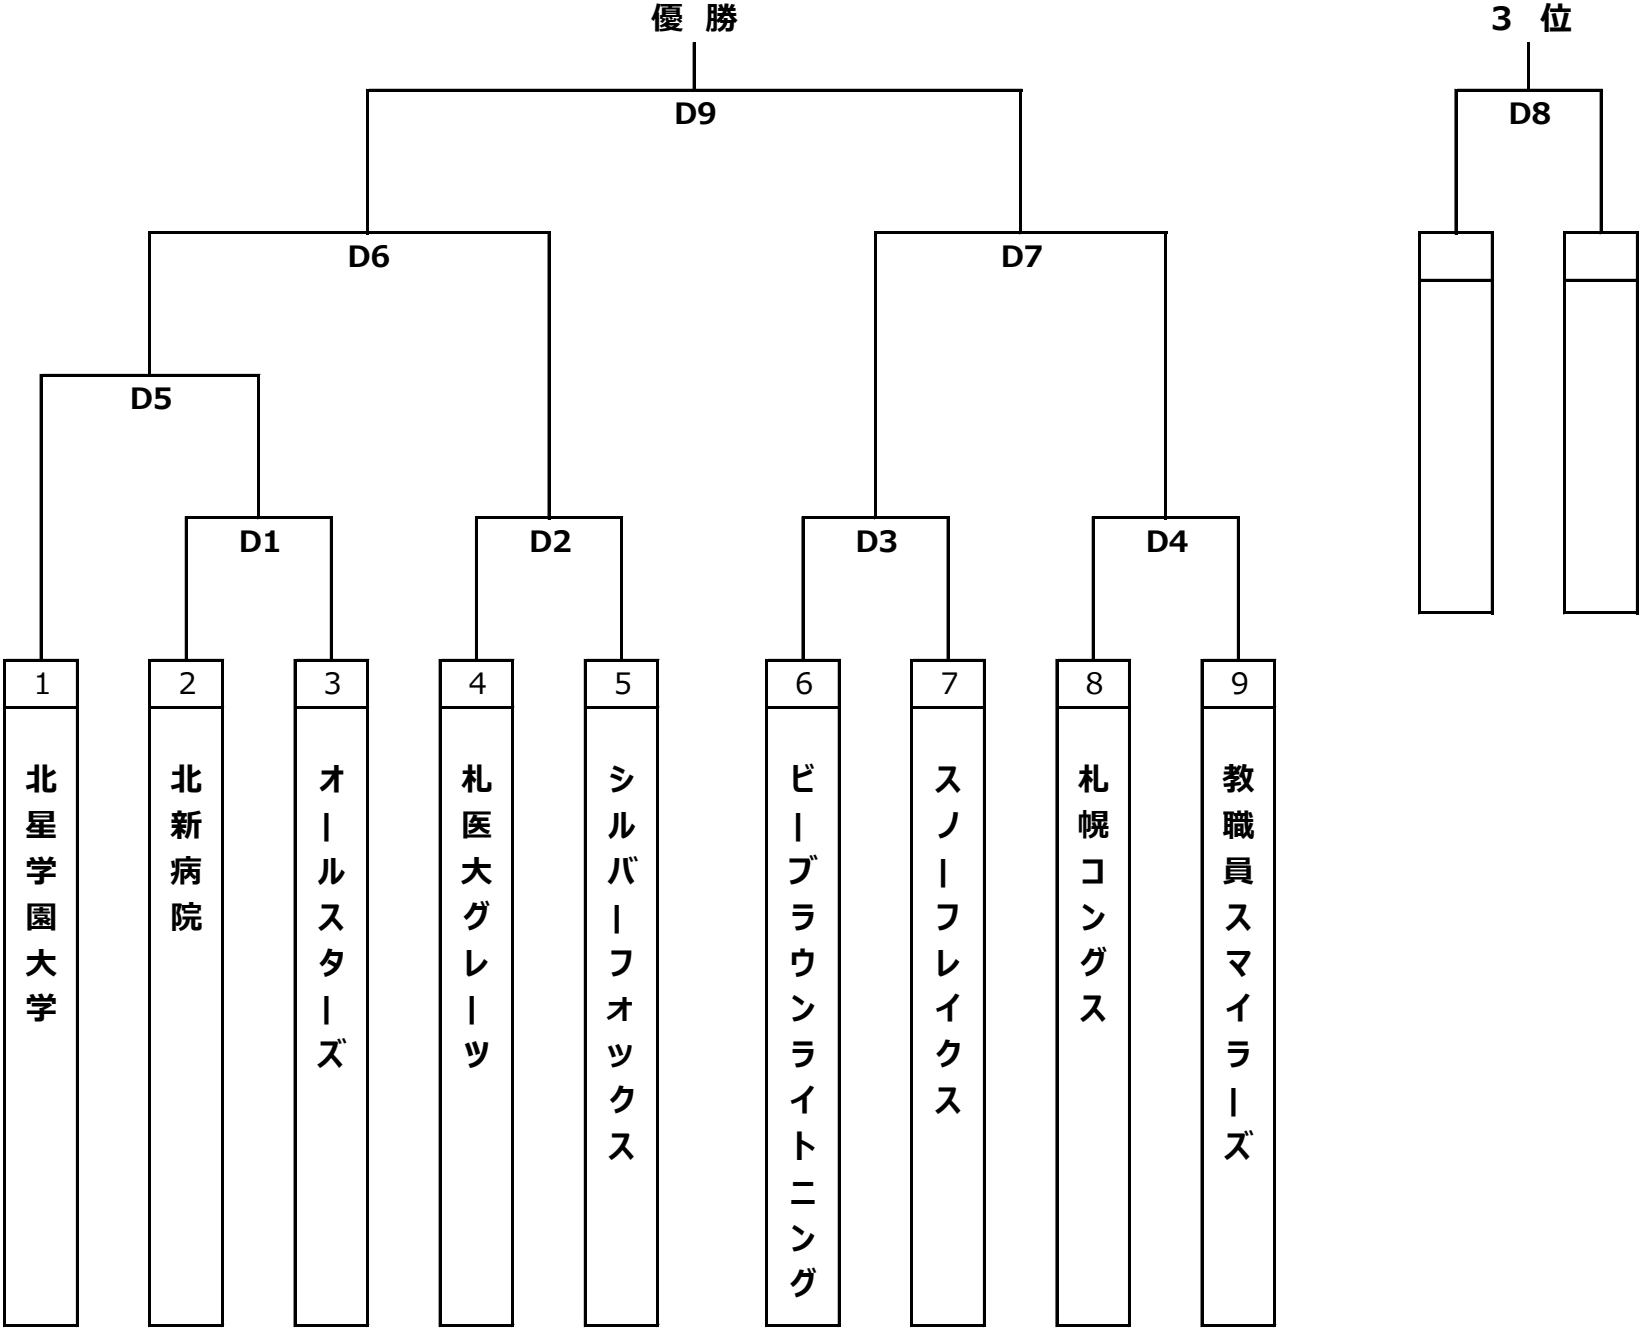 優 勝
3 位
D9
D8
D6
D7
D5
D1
D2
D3
D4
1
2
3
4
5
6
7
8
9
北星学園大学
北新病院
オールスターズ
札医大グレーツ
シルバーフォックス
ビーブラウンライトニング
スノーフレイクス
札幌コングス
教職員スマイラーズ